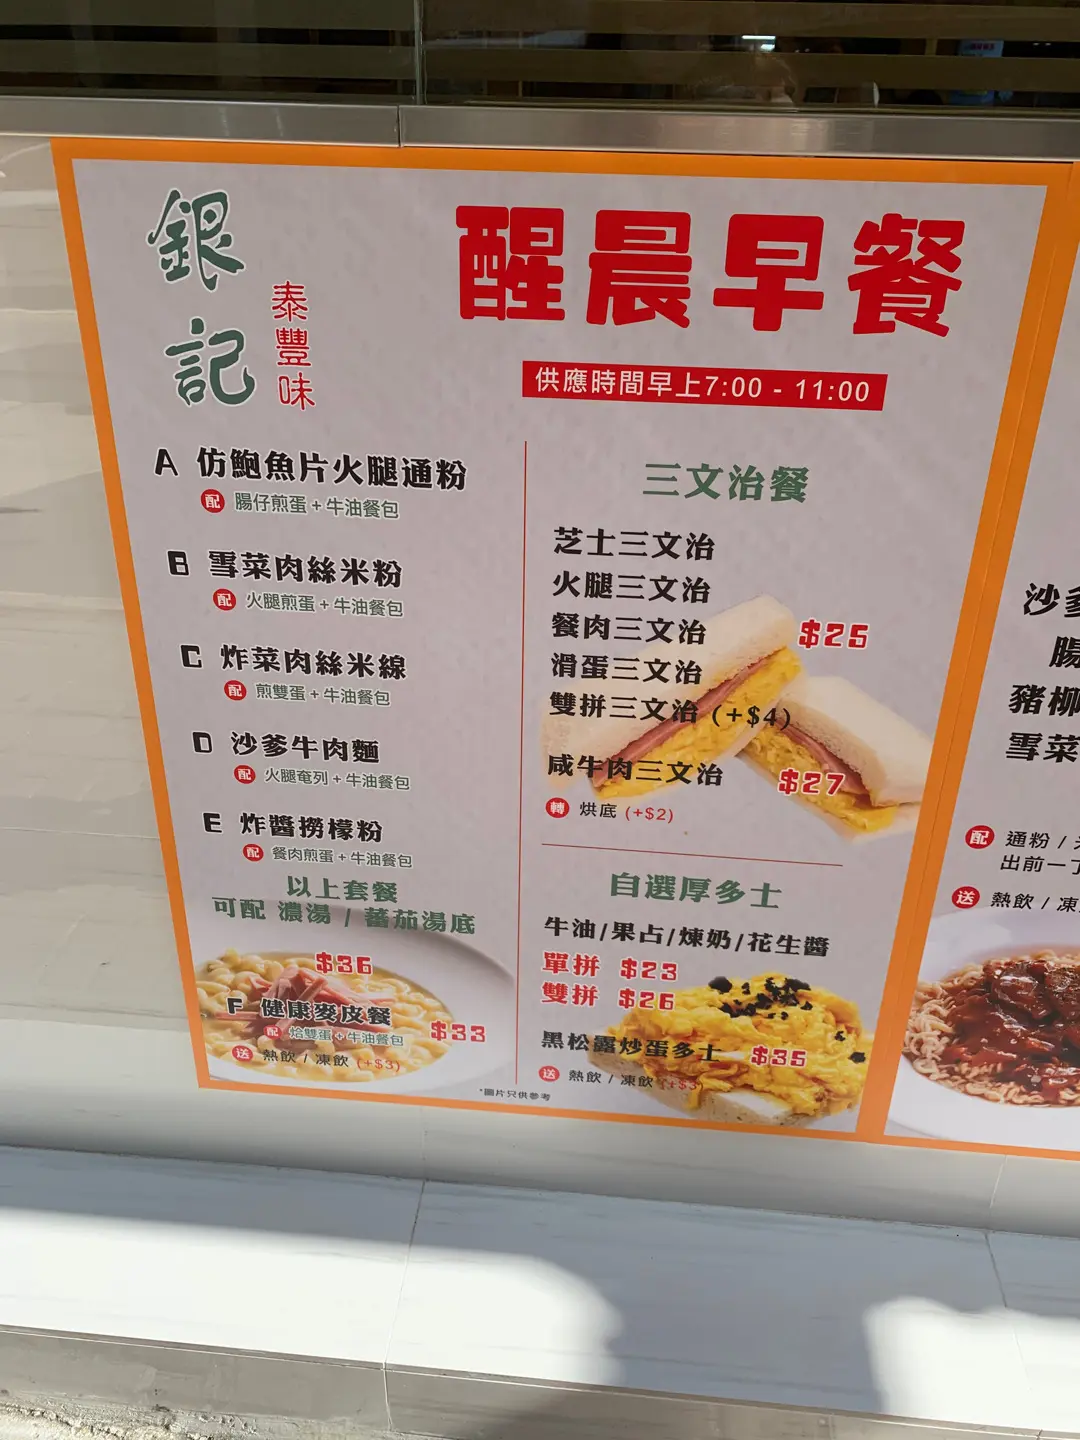 銀記
泰豐味
醒晨早餐
供應時間早上7:00 - 11:00
A 仿鮑魚片火腿通粉
配 腸仔煎蛋+牛油餐包
B 雪菜肉絲米粉
配 火腿煎蛋+牛油餐包
C 炸菜肉絲米線
配 煎雙蛋+牛油餐包
D 沙爹牛肉麵
配 火腿奄列+牛油餐包
E 炸醬撈檬粉
配 餐肉煎蛋+牛油餐包
以上套餐
可配 濃湯 / 蕃茄湯底
$36
F 健康麥皮餐
配 烚雙蛋+牛油餐包
$33
送 熱飲 / 凍飲 (+$3)
三文治餐
芝士三文治
火腿三文治
餐肉三文治
$25
滑蛋三文治
雙拼三文治 (+$4)
咸牛肉三文治 $27
轉 烘底 (+$2)
自選厚多士
牛油/果占/煉奶/花生醬
單拼 $23
雙拼 $26
黑松露炒蛋多士 $35
送 熱飲 / 凍飲 (+$3)
*圖片只供參考
沙爹
腸
豬柳
雪菜
配 通粉 /
出前一丁
送 熱飲 / 凍